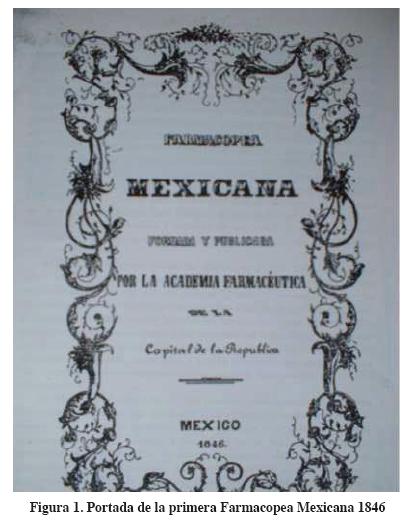 FARMACOPEA
MEXICANA
FORMADA Y PUBLICADA
POR LA ACADEMIA FARMACÉUTICA
DE LA
Capital de la Republica
MEXICO
1846.
Figura 1. Portada de la primera Farmacopea Mexicana 1846